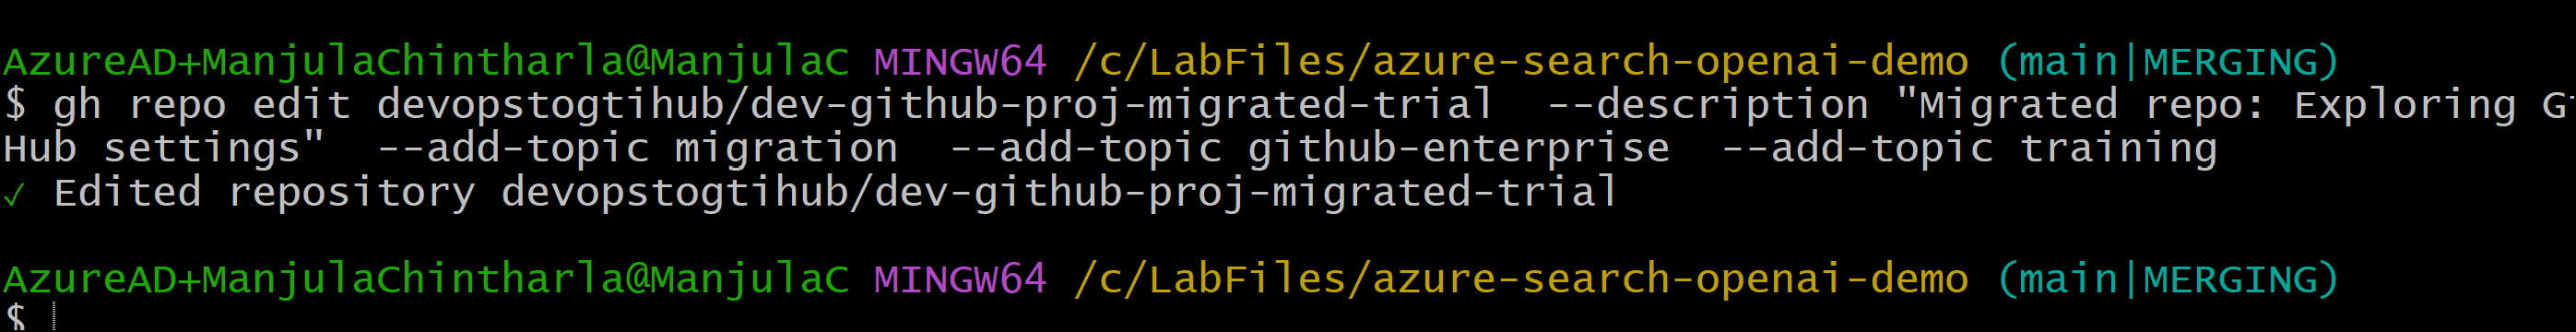 AzureAD+ManjulaChintharla@ManjulaC MINGW64 /c/LabFiles/azure-search-openai-demo (main|MERGING)
$ gh repo edit devopstogtihub/dev-github-proj-migrated-trial  --description "Migrated repo: Exploring G
Hub settings"  --add-topic migration  --add-topic github-enterprise  --add-topic training
✓ Edited repository devopstogtihub/dev-github-proj-migrated-trial
AzureAD+ManjulaChintharla@ManjulaC MINGW64 /c/LabFiles/azure-search-openai-demo (main|MERGING)
$